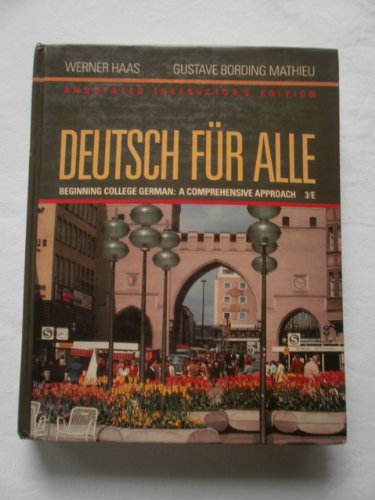 WERNER HAAS GUSTAVE BORDING MATHIEU
ANNOTATED INSTRUCTOR'S EDITION
DEUTSCH FÜR ALLE
BEGINNING COLLEGE GERMAN: A COMPREHENSIVE APPROACH 3/E
S
S